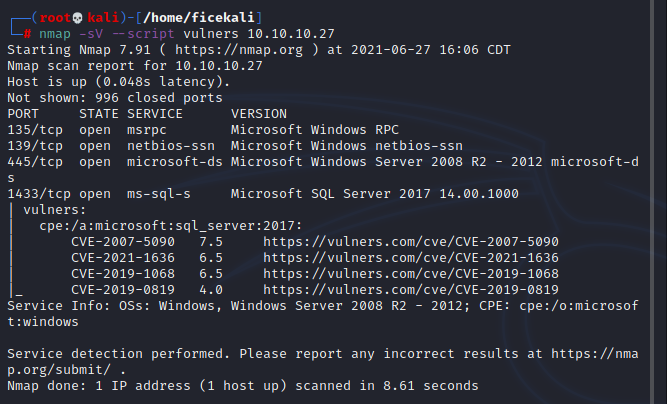 ┌──(root💀kali)-[/home/ficekali]
└─# nmap -sV --script vulners 10.10.10.27
Starting Nmap 7.91 ( https://nmap.org ) at 2021-06-27 16:06 CDT
Nmap scan report for 10.10.10.27
Host is up (0.048s latency).
Not shown: 996 closed ports
PORT     STATE SERVICE      VERSION
135/tcp  open  msrpc        Microsoft Windows RPC
139/tcp  open  netbios-ssn  Microsoft Windows netbios-ssn
445/tcp  open  microsoft-ds Microsoft Windows Server 2008 R2 - 2012 microsoft-d
s
1433/tcp open  ms-sql-s     Microsoft SQL Server 2017 14.00.1000
| vulners:
|   cpe:/a:microsoft:sql_server:2017:
|       CVE-2007-5090   7.5     https://vulners.com/cve/CVE-2007-5090
|       CVE-2021-1636   6.5     https://vulners.com/cve/CVE-2021-1636
|       CVE-2019-1068   6.5     https://vulners.com/cve/CVE-2019-1068
|_      CVE-2019-0819   4.0     https://vulners.com/cve/CVE-2019-0819
Service Info: OSs: Windows, Windows Server 2008 R2 - 2012; CPE: cpe:/o:microsof
t:windows

Service detection performed. Please report any incorrect results at https://nma
p.org/submit/ .
Nmap done: 1 IP address (1 host up) scanned in 8.61 seconds